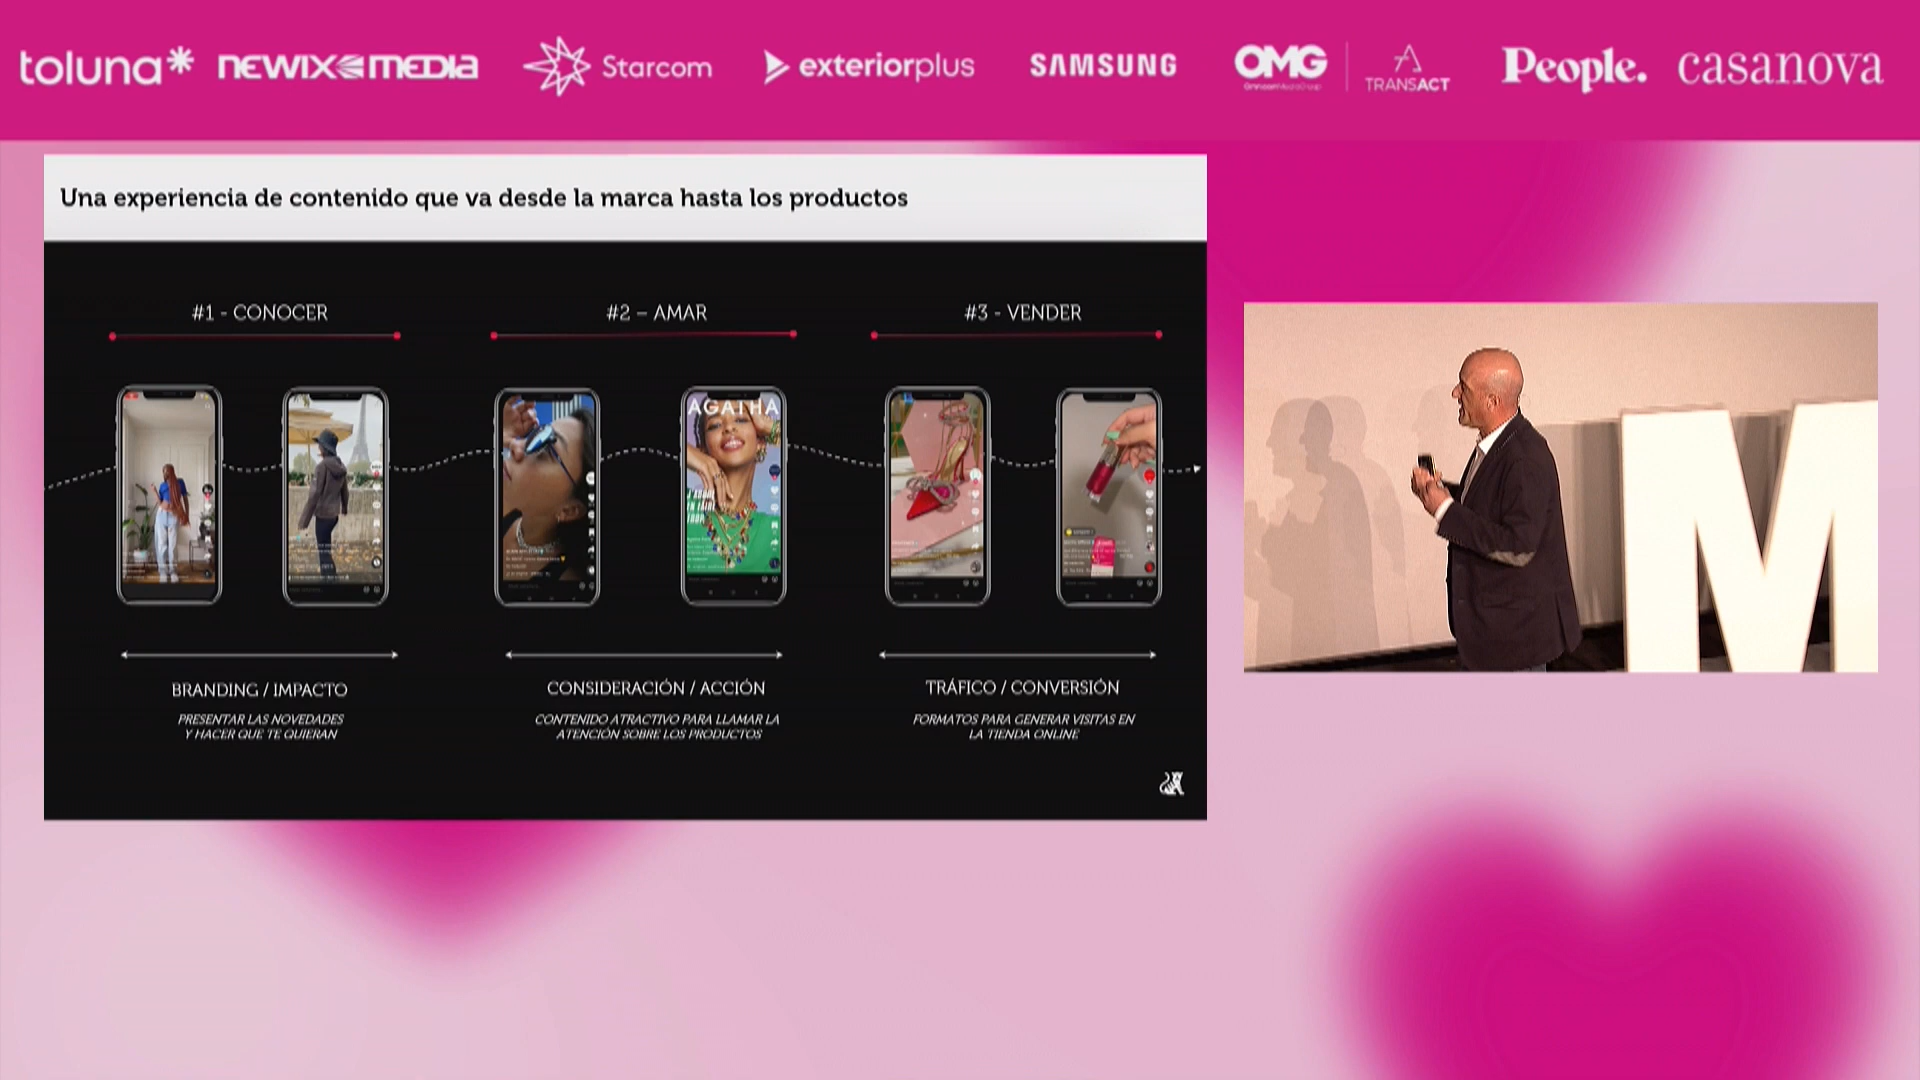 toluna*
NEWIX MEDIA
Starcom
exteriorplus
SAMSUNG
OMG
TRANSACT
People.
casanova
Una experiencia de contenido que va desde la marca hasta los productos
#1 - CONOCER
#2 – AMAR
#3 - VENDER
AGATHA
BRANDING / IMPACTO
PRESENTAR LAS NOVEDADES
Y HACER QUE TE QUIERAN
CONSIDERACIÓN / ACCIÓN
CONTENIDO ATRACTIVO PARA LLAMAR LA
ATENCIÓN SOBRE LOS PRODUCTOS
TRÁFICO / CONVERSIÓN
FORMATOS PARA GENERAR VISITAS EN
LA TIENDA ONLINE
M